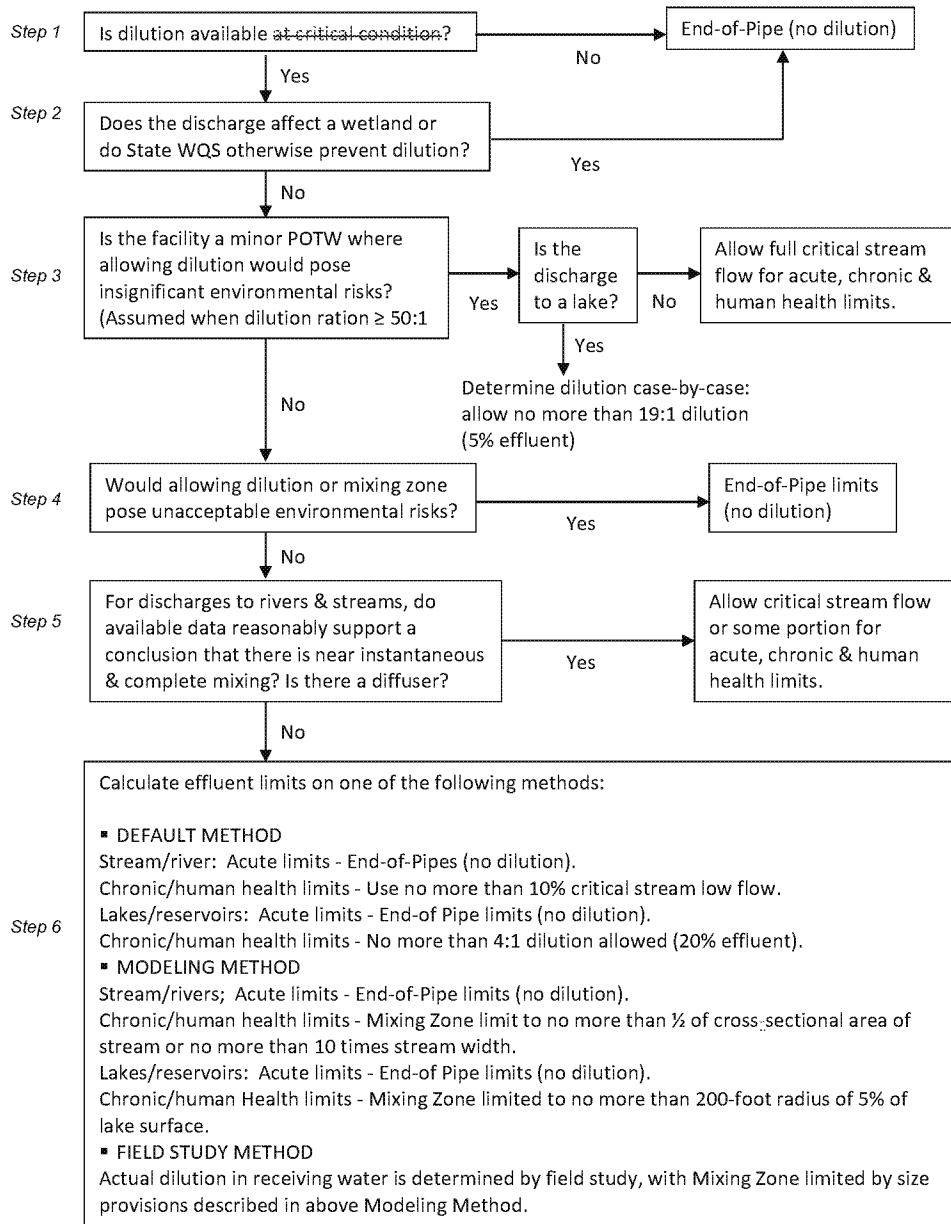 Step 1
Is dilution available at critical condition?
No
End-of-Pipe (no dilution)
Yes
Step 2
Does the discharge affect a wetland or
do State WQS otherwise prevent dilution?
Yes
No
Step 3
Is the facility a minor POTW where
allowing dilution would pose
insignificant environmental risks?
(Assumed when dilution ration ≥ 50:1
Yes
Is the
discharge
to a lake?
No
Allow full critical stream
flow for acute, chronic &
human health limits.
Yes
Determine dilution case-by-case:
allow no more than 19:1 dilution
(5% effluent)
No
Step 4
Would allowing dilution or mixing zone
pose unacceptable environmental risks?
Yes
End-of-Pipe limits
(no dilution)
No
Step 5
For discharges to rivers & streams, do
available data reasonably support a
conclusion that there is near instantaneous
& complete mixing? Is there a diffuser?
Yes
Allow critical stream flow
or some portion for
acute, chronic & human
health limits.
No
Step 6
Calculate effluent limits on one of the following methods:
▪ DEFAULT METHOD
Stream/river: Acute limits - End-of-Pipes (no dilution).
Chronic/human health limits - Use no more than 10% critical stream low flow.
Lakes/reservoirs: Acute limits - End-of Pipe limits (no dilution).
Chronic/human health limits - No more than 4:1 dilution allowed (20% effluent).
▪ MODELING METHOD
Stream/rivers; Acute limits - End-of-Pipe limits (no dilution).
Chronic/human health limits - Mixing Zone limit to no more than ½ of cross-sectional area of
stream or no more than 10 times stream width.
Lakes/reservoirs: Acute limits - End-of Pipe limits (no dilution).
Chronic/human Health limits - Mixing Zone limited to no more than 200-foot radius of 5% of
lake surface.
▪ FIELD STUDY METHOD
Actual dilution in receiving water is determined by field study, with Mixing Zone limited by size
provisions described in above Modeling Method.